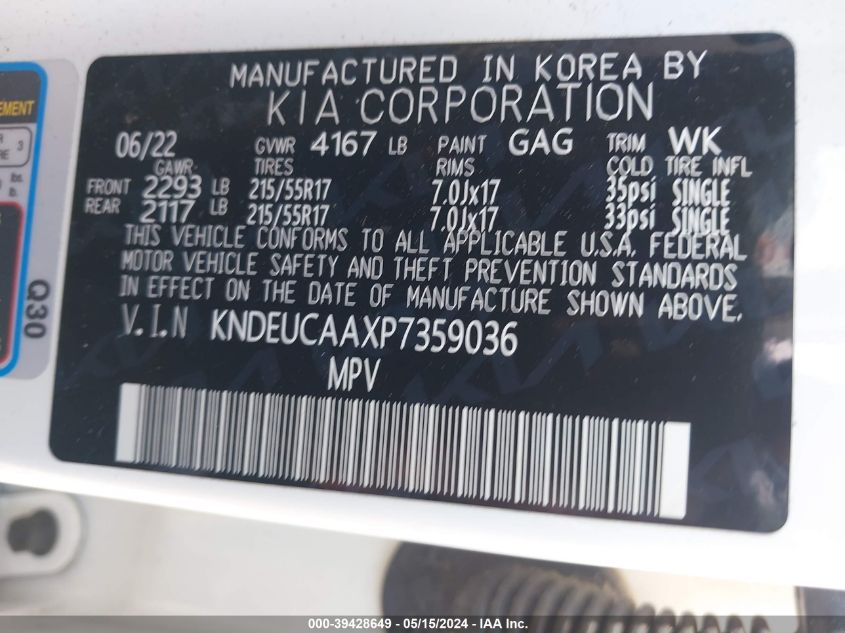 MANUFACTURED IN KOREA BY
KIA CORPORATION
06/22 GVWR 4167 LB PAINT GAG TRIM WK
GAWR TIRES RIMS COLD TIRE INFL
FRONT 2293 LB 215/55R17 7.0Jx17 35psi SINGLE
REAR 2117 LB 215/55R17 7.0Jx17 33psi SINGLE
THIS VEHICLE CONFORMS TO ALL APPLICABLE U.S.A. FEDERAL
MOTOR VEHICLE SAFETY AND THEFT PREVENTION STANDARDS
IN EFFECT ON THE DATE OF MANUFACTURE SHOWN ABOVE.
V.I.N KNDEUCAAXP7359036
MPV
Q30
000-39428649 - 05/15/2024 - IAA Inc.